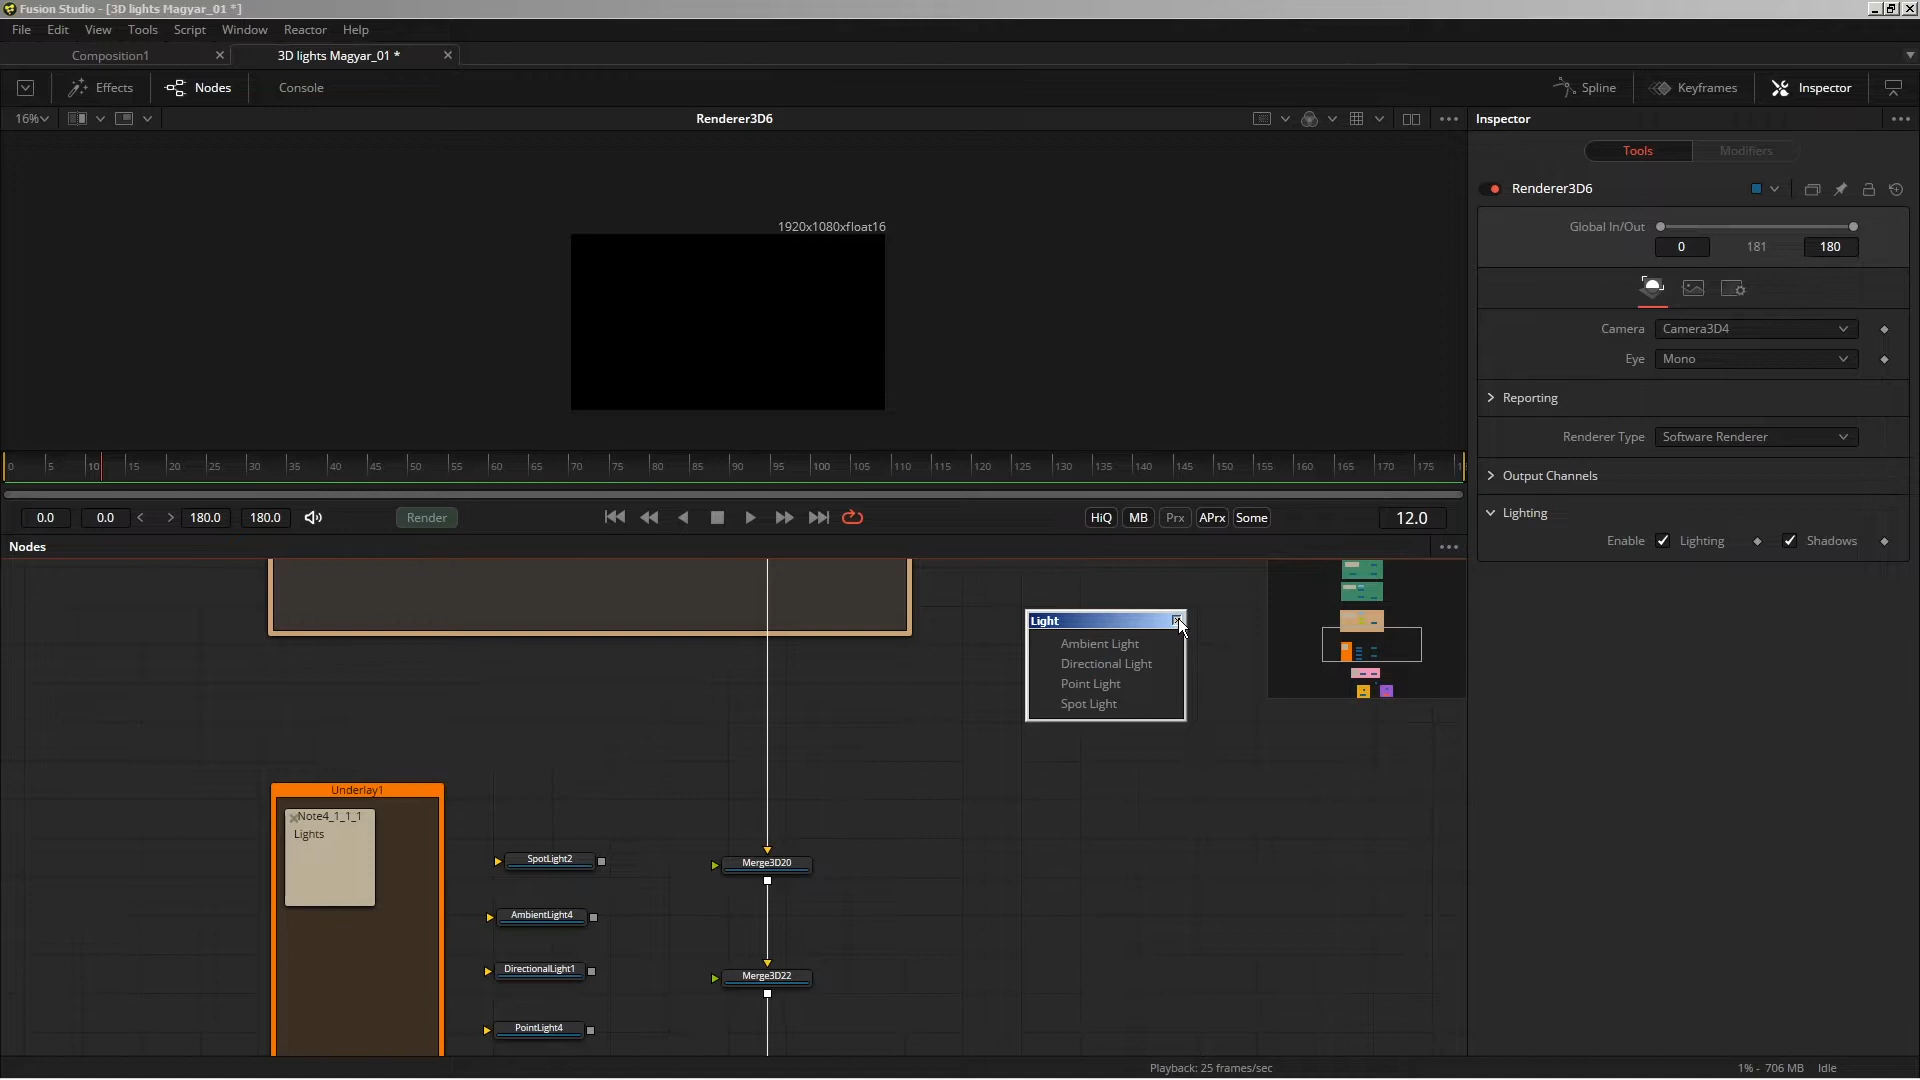 Fusion Studio - [3D lights Magyar_01 *]
File Edit View Tools Script Window Reactor Help
Composition1 3D lights Magyar_01 *
Effects Nodes Console Spline Keyframes Inspector
16% Renderer3D6 Inspector
Tools Modifiers
Renderer3D6
1920x1080xfloat16
Global In/Out
0 181 180
Camera Camera3D4
Eye Mono
Reporting
Renderer Type Software Renderer
0 5 10 15 20 25 30 35 40 45 50 55 60 65 70 75 80 85 90 95 100 105 110 115 120 125 130 135 140 145 150 155 160 165 170 175
Output Channels
0.0 0.0 < > 180.0 180.0 Render HiQ MB Prx APrx Some 12.0
Lighting
Enable Lighting Shadows
Nodes
Light
Ambient Light
Directional Light
Point Light
Spot Light
Underlay1
Note4_1_1_1
Lights
SpotLight2
Merge3D20
AmbientLight4
DirectionalLight1
Merge3D22
PointLight4
Playback: 25 frames/sec 1% - 706 MB Idle